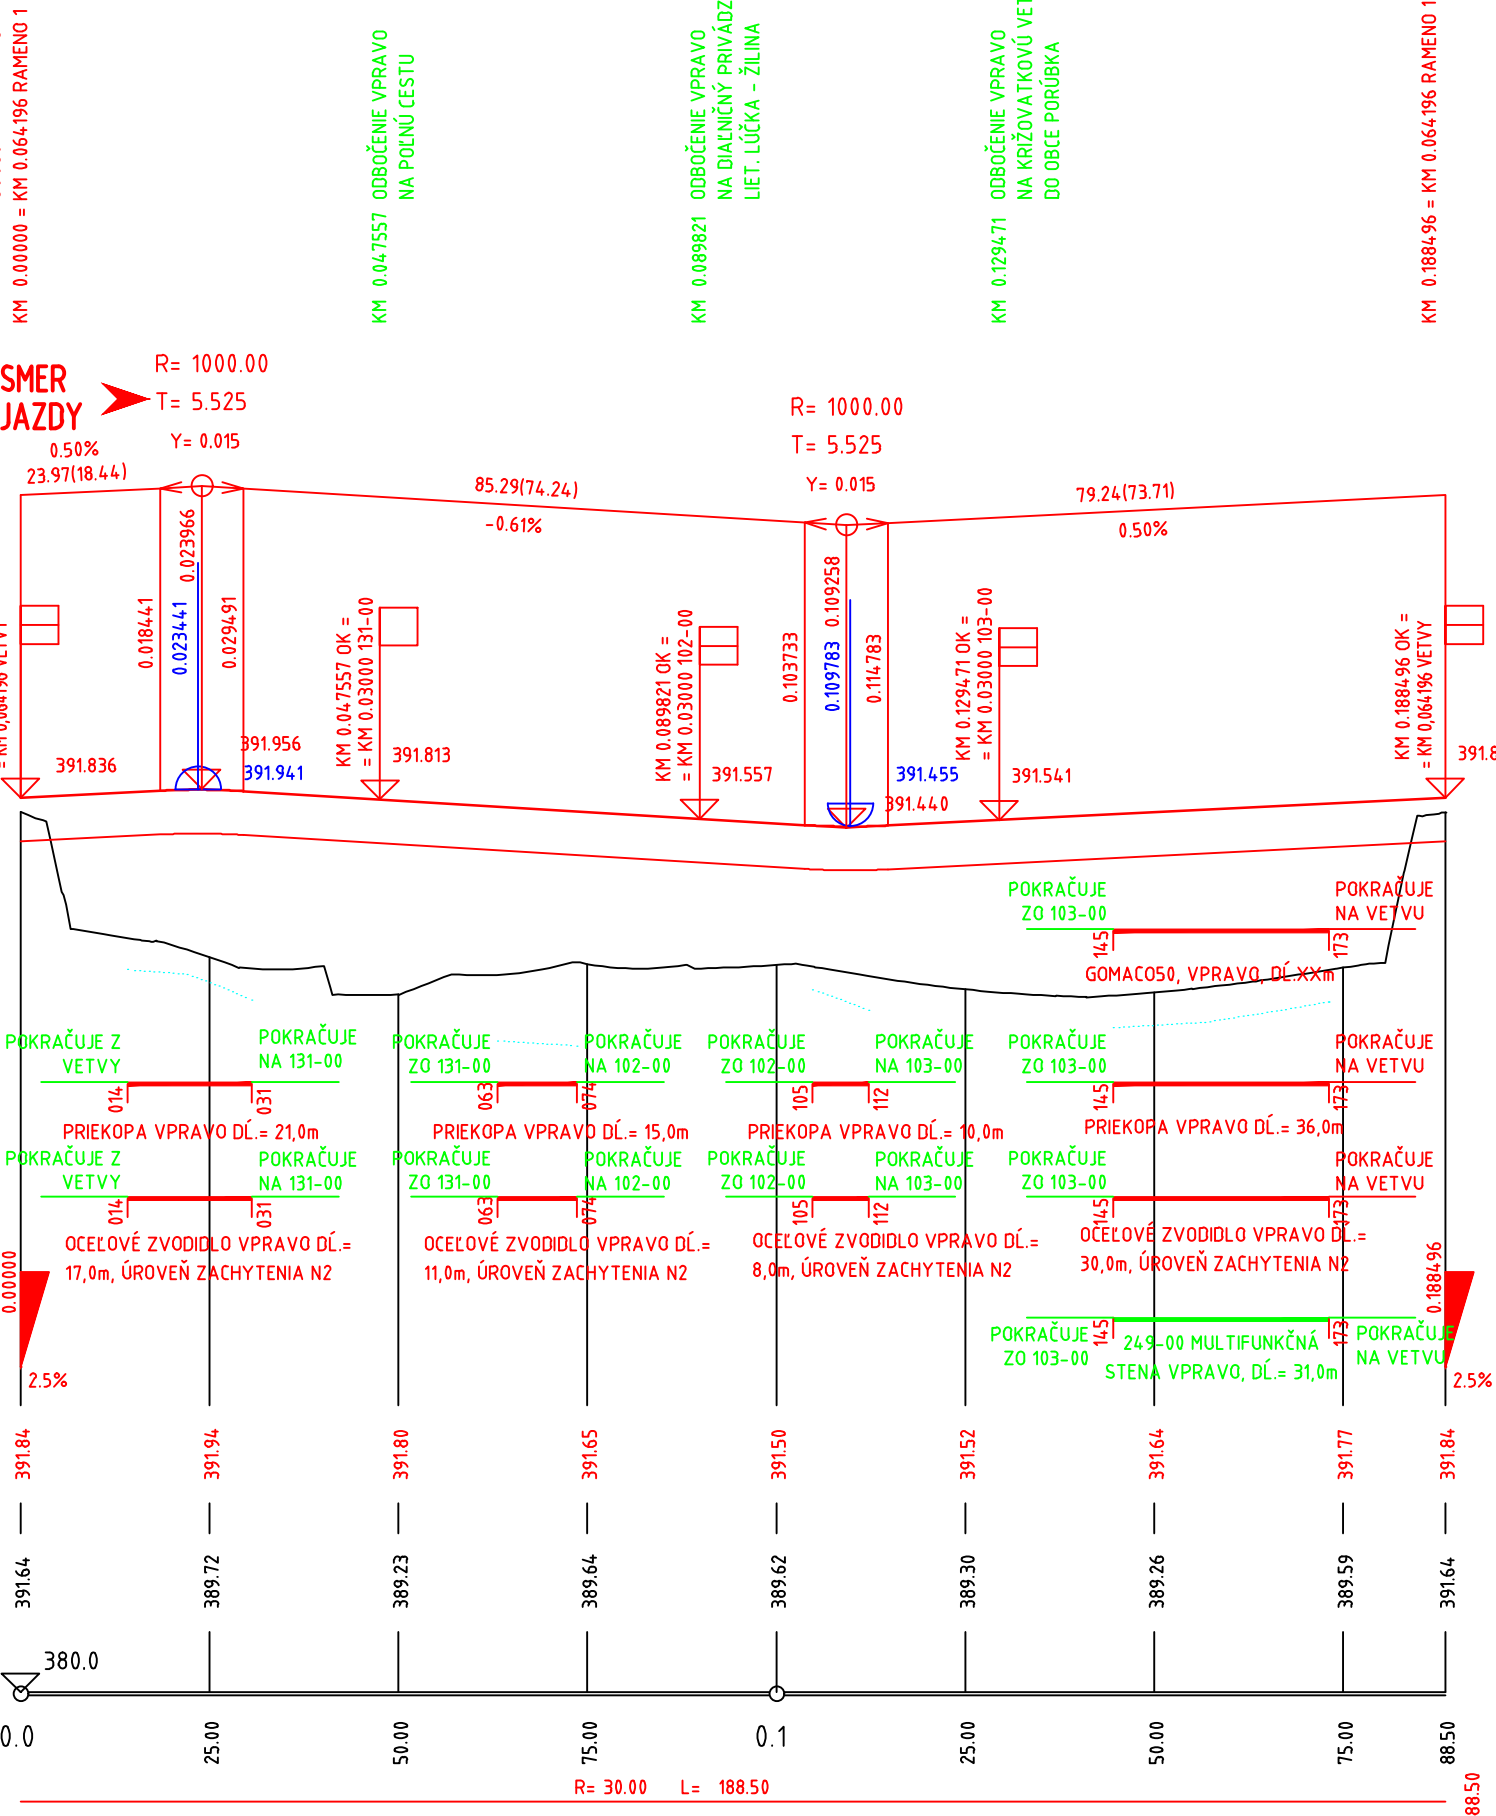 KM 0.00000 = KM 0.064196 RAMENO 1
KM 0.047557 ODBOČENIE VPRAVO
NA POĽNÚ CESTU
KM 0.089821 ODBOČENIE VPRAVO
NA DIAĽNIČNÝ PRIVÁDZ
LIET. LÚČKA - ŽILINA
KM 0.129471 ODBOČENIE VPRAVO
NA KRIŽOVATKOVÚ VET
DO OBCE PORÚBKA
KM 0.188496 = KM 0.064196 RAMENO 1
SMER
JAZDY
R= 1000.00
T= 5.525
Y= 0.015
R= 1000.00
T= 5.525
Y= 0.015
0.50%
23.97(18.44)
85.29(74.24)
-0.61%
79.24(73.71)
0.50%
= KM 0,064196 VETVY
391.836
0.018441
0.023441
0.023966
0.029491
391.956
391.941
KM 0.047557 OK =
= KM 0.03000 131-00
391.813
KM 0.089821 OK =
= KM 0.03000 102-00
391.557
0.103733
0.109783
0.109258
0.114783
391.455
391.440
KM 0.129471 OK =
= KM 0.03000 103-00
391.541
KM 0.188496 OK =
= KM 0,064196 VETVY
391.8
POKRAČUJE
ZO 103-00
POKRAČUJE
NA VETVU
145
173
GOMACO50, VPRAVO, DĹ.XXm
POKRAČUJE Z
VETVY
POKRAČUJE
NA 131-00
014
031
PRIEKOPA VPRAVO DĹ.= 21,0m
POKRAČUJE
ZO 131-00
POKRAČUJE
NA 102-00
063
074
PRIEKOPA VPRAVO DĹ.= 15,0m
POKRAČUJE
ZO 102-00
POKRAČUJE
NA 103-00
105
112
PRIEKOPA VPRAVO DĹ.= 10,0m
POKRAČUJE
ZO 103-00
POKRAČUJE
NA VETVU
145
173
PRIEKOPA VPRAVO DĹ.= 36,0m
POKRAČUJE Z
VETVY
POKRAČUJE
NA 131-00
014
031
OCEĽOVÉ ZVODIDLO VPRAVO DĹ.=
17,0m, ÚROVEŇ ZACHYTENIA N2
POKRAČUJE
ZO 131-00
POKRAČUJE
NA 102-00
063
074
OCEĽOVÉ ZVODIDLO VPRAVO DĹ.=
11,0m, ÚROVEŇ ZACHYTENIA N2
POKRAČUJE
ZO 102-00
POKRAČUJE
NA 103-00
105
112
OCEĽOVÉ ZVODIDLO VPRAVO DĹ.=
8,0m, ÚROVEŇ ZACHYTENIA N2
POKRAČUJE
ZO 103-00
POKRAČUJE
NA VETVU
145
173
OCEĽOVÉ ZVODIDLO VPRAVO DĹ.=
30,0m, ÚROVEŇ ZACHYTENIA N2
POKRAČUJE
ZO 103-00
145
249-00 MULTIFUNKČNÁ
STENA VPRAVO, DĹ.= 31,0m
173
POKRAČUJE
NA VETVU
0.00000
2.5%
0.188496
2.5%
391.84
391.94
391.80
391.65
391.50
391.52
391.64
391.77
391.84
391.64
389.72
389.23
389.64
389.62
389.30
389.26
389.59
391.64
380.0
0.0
25.00
50.00
75.00
0.1
25.00
50.00
75.00
88.50
R= 30.00 L= 188.50
88.50